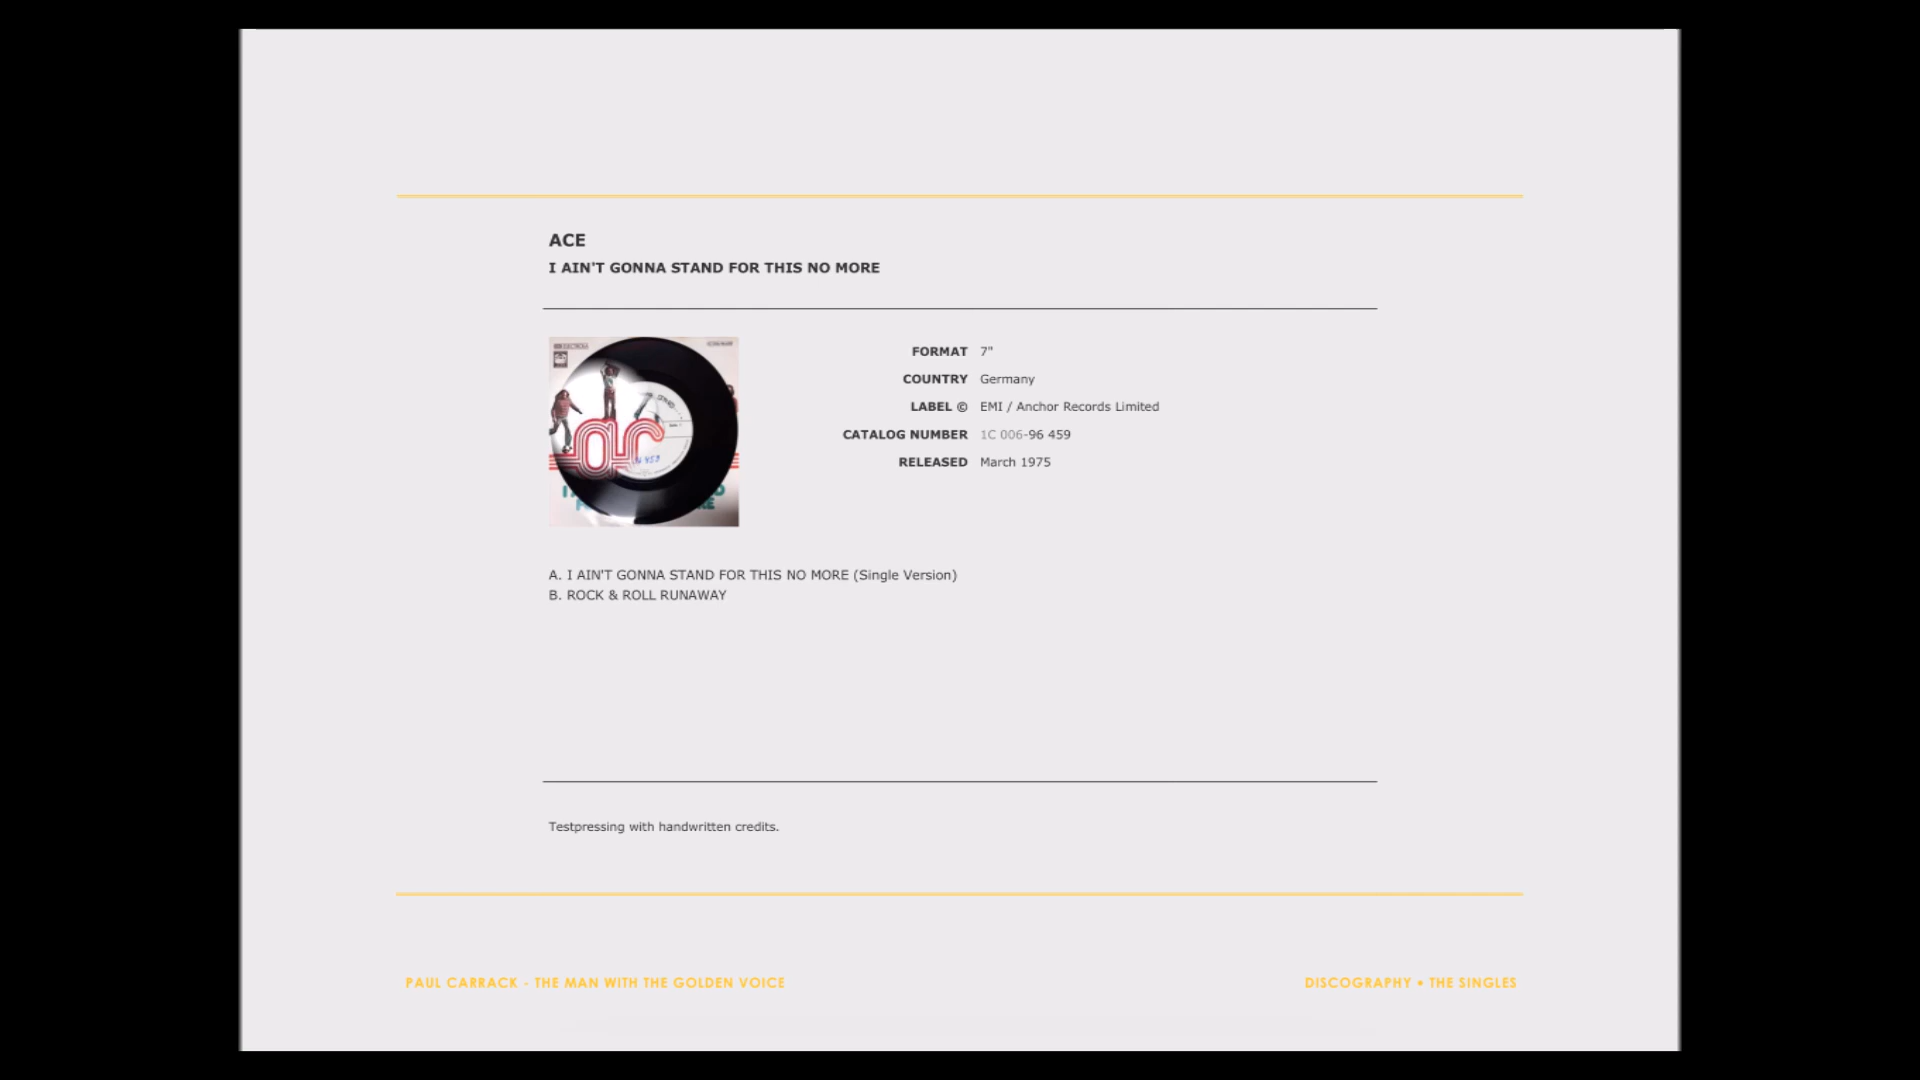 ACE
I AIN'T GONNA STAND FOR THIS NO MORE
FORMAT 7"
COUNTRY Germany
LABEL © EMI / Anchor Records Limited
CATALOG NUMBER 1C 006-96 459
RELEASED March 1975
A. I AIN'T GONNA STAND FOR THIS NO MORE (Single Version)
B. ROCK & ROLL RUNAWAY
Testpressing with handwritten credits.
PAUL CARRACK - THE MAN WITH THE GOLDEN VOICE
DISCOGRAPHY • THE SINGLES